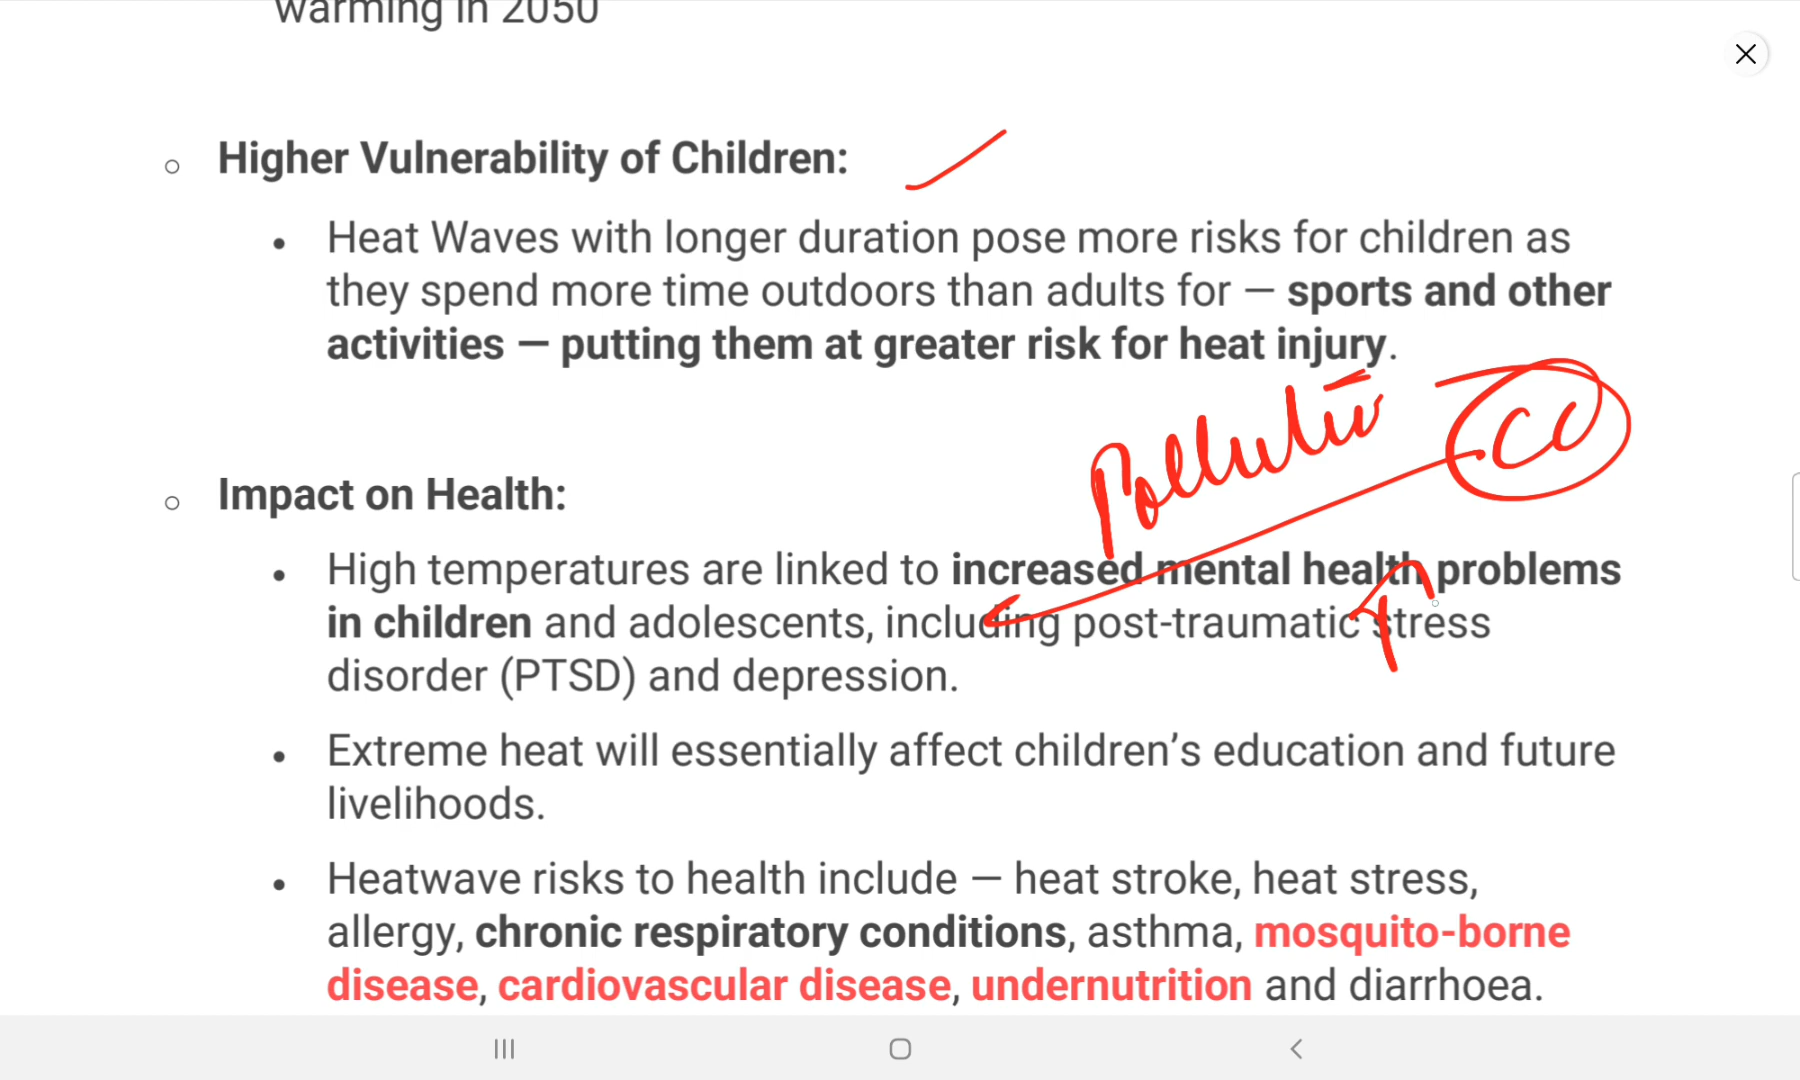 warming in 2050
Higher Vulnerability of Children:
Heat Waves with longer duration pose more risks for children as
they spend more time outdoors than adults for — sports and other
activities — putting them at greater risk for heat injury.
Pollution CC
Impact on Health:
High temperatures are linked to increased mental health problems
in children and adolescents, including post-traumatic stress
disorder (PTSD) and depression.
Extreme heat will essentially affect children’s education and future
livelihoods.
Heatwave risks to health include — heat stroke, heat stress,
allergy, chronic respiratory conditions, asthma, mosquito-borne
disease, cardiovascular disease, undernutrition and diarrhoea.